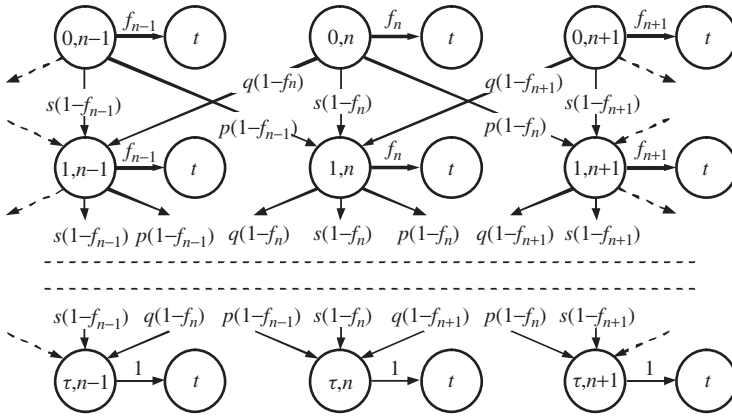 0,n−1 f_{n−1} t 0,n f_n t 0,n+1 f_{n+1} t
q(1−f_n) q(1−f_{n+1})
s(1−f_{n−1}) s(1−f_n) s(1−f_{n+1})
p(1−f_{n−1}) p(1−f_n)
1,n−1 f_{n−1} t 1,n f_n t 1,n+1 f_{n+1} t
s(1−f_{n−1}) p(1−f_{n−1}) q(1−f_n) s(1−f_n) p(1−f_n) q(1−f_{n+1}) s(1−f_{n+1})
s(1−f_{n−1}) q(1−f_n) p(1−f_{n−1}) s(1−f_n) q(1−f_{n+1}) p(1−f_n) s(1−f_{n+1})
τ,n−1 1 t τ,n 1 t τ,n+1 1 t